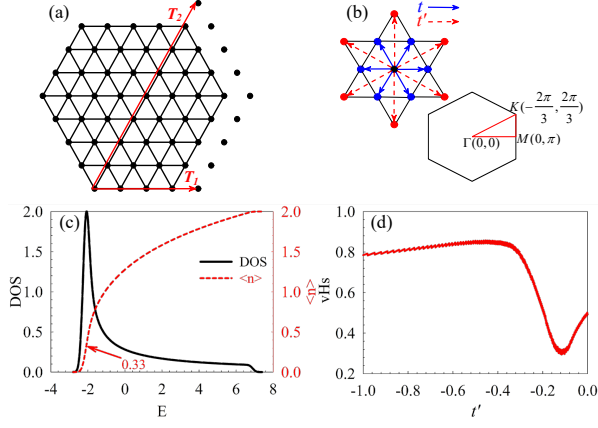 (a)
T2
T1
(b)
t
t'
K(-2π/3, 2π/3)
Γ(0,0)
M(0,π)
(c)
DOS
2.0
1.5
1.0
0.5
0.0
-4
-2
0
2
4
6
8
E
DOS
<n>
0.33
2.0
1.5
1.0
0.5
0.0
<n>
(d)
vHs
1.0
0.8
0.6
0.4
0.2
-1.0
-0.8
-0.6
-0.4
-0.2
0.0
t'